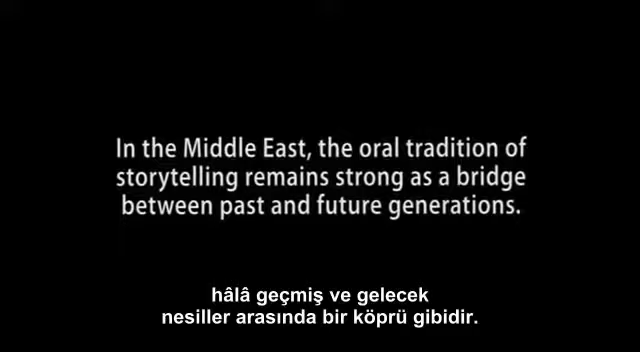 In the Middle East, the oral tradition of
storytelling remains strong as a bridge
between past and future generations.
hâlâ geçmiş ve gelecek
nesiller arasında bir köprü gibidir.